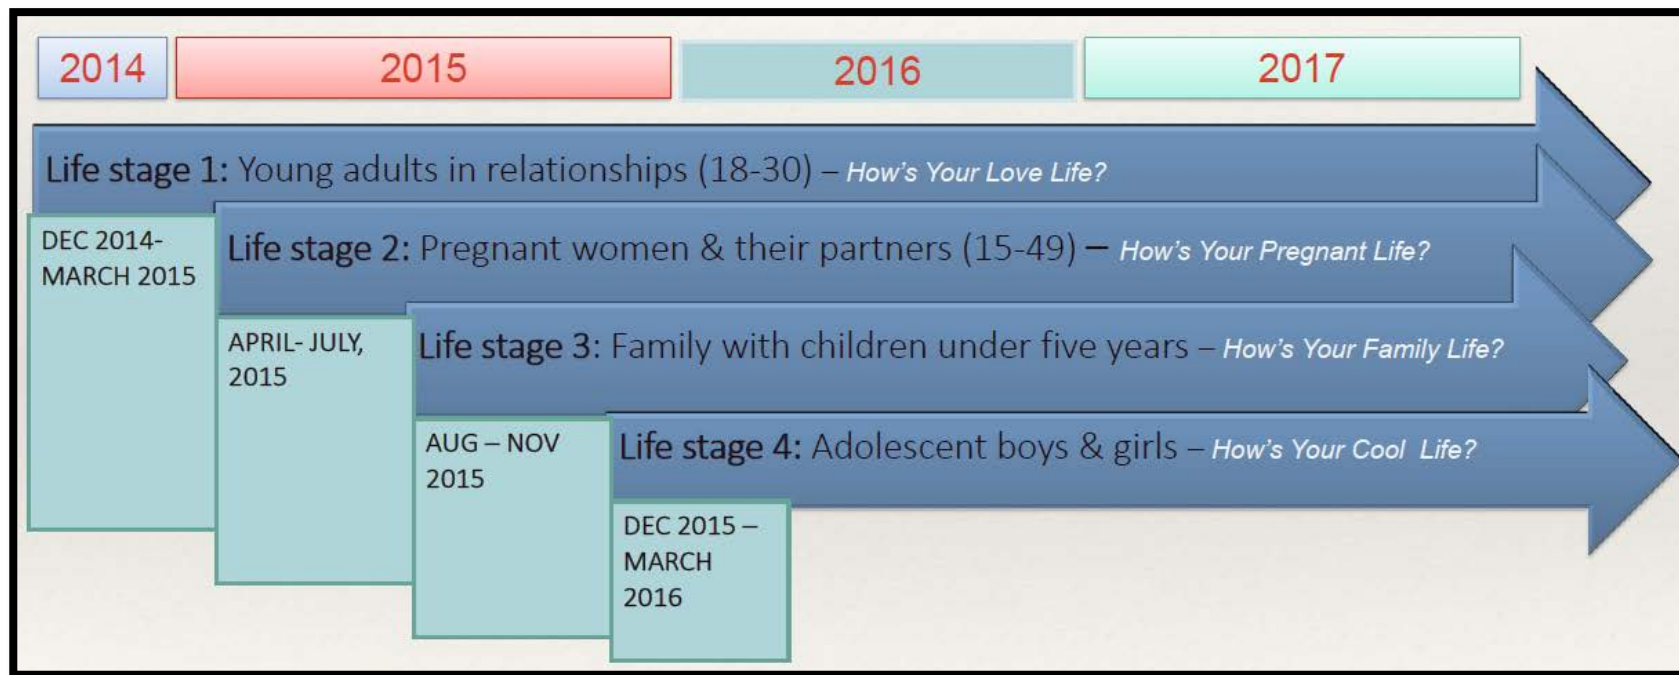 2014
2015
2016
2017
Life stage 1: Young adults in relationships (18-30) – How's Your Love Life?
DEC 2014-
MARCH 2015
Life stage 2: Pregnant women & their partners (15-49) – How's Your Pregnant Life?
APRIL- JULY,
2015
Life stage 3: Family with children under five years – How's Your Family Life?
AUG – NOV
2015
Life stage 4: Adolescent boys & girls – How's Your Cool Life?
DEC 2015 –
MARCH
2016